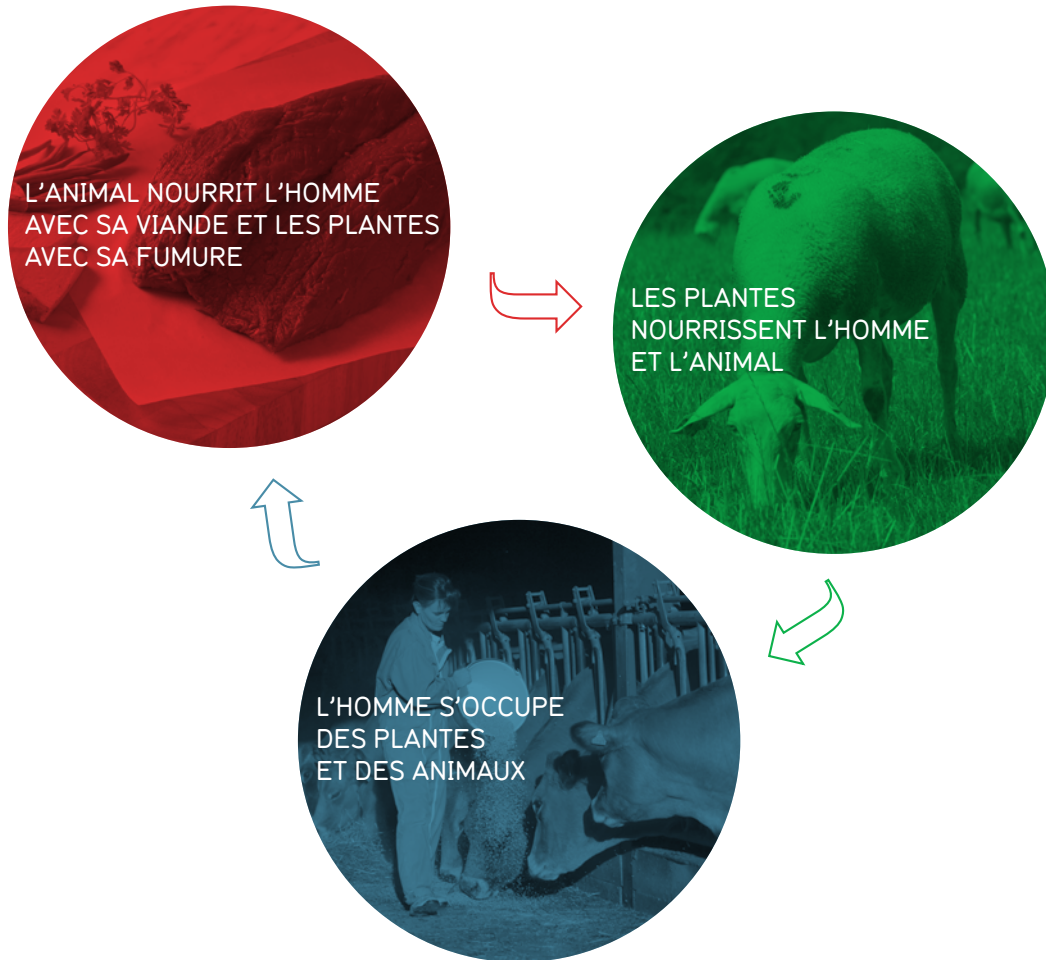 L'ANIMAL NOURRIT L'HOMME
AVEC SA VIANDE ET LES PLANTES
AVEC SA FUMURE
LES PLANTES
NOURRISSENT L'HOMME
ET L'ANIMAL
L'HOMME S'OCCUPE
DES PLANTES
ET DES ANIMAUX